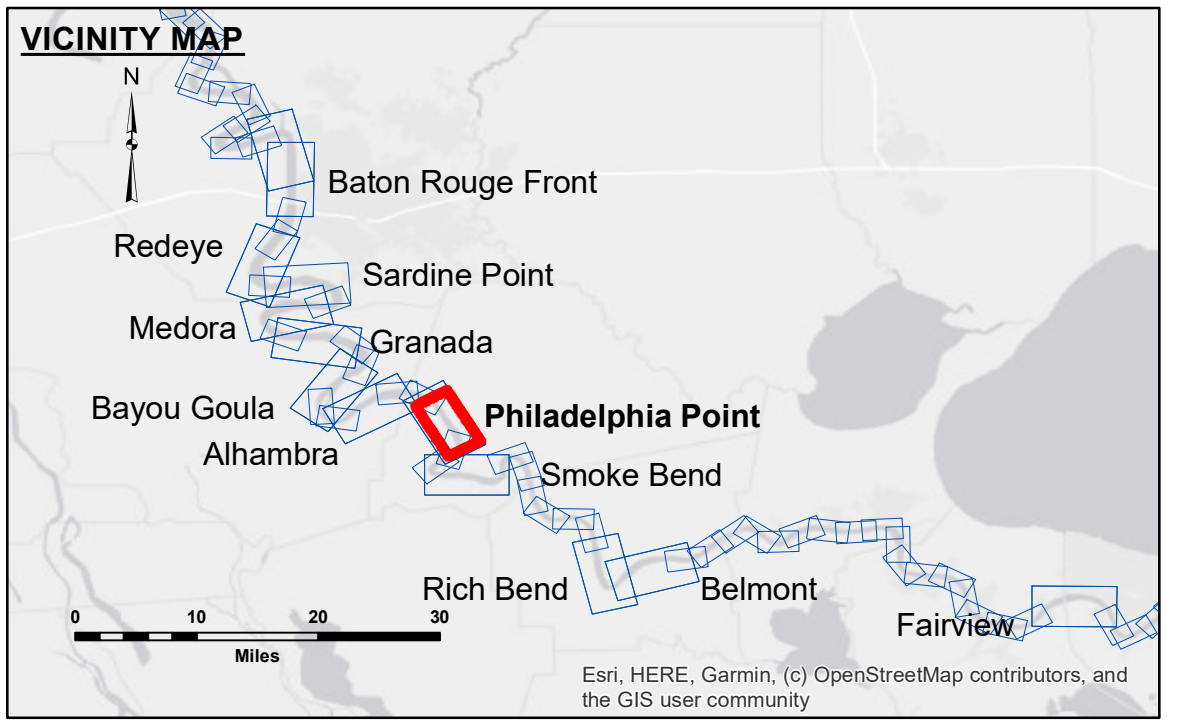 VICINITY MAP
N
Baton Rouge Front
Redeye
Sardine Point
Medora
Granada
Bayou Goula
Philadelphia Point
Alhambra
Smoke Bend
Rich Bend
Belmont
Fairview
0 10 20 30
Miles
Esri, HERE, Garmin, (c) OpenStreetMap contributors, and
the GIS user community